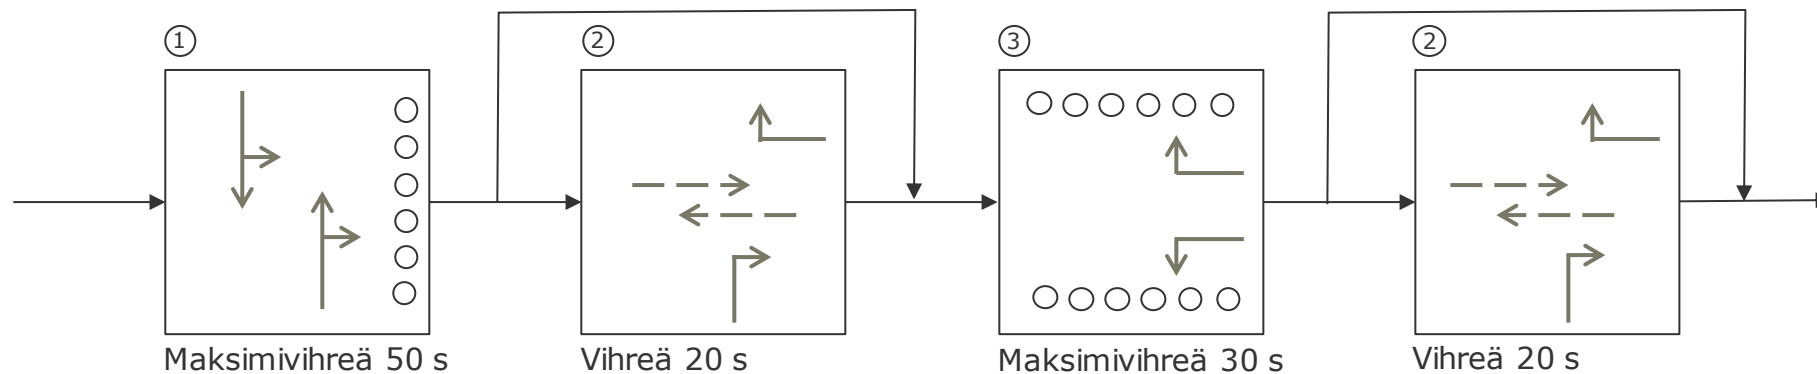 ① ② ③ ②
Maksimivihreä 50 s
Vihreä 20 s
Maksimivihreä 30 s
Vihreä 20 s